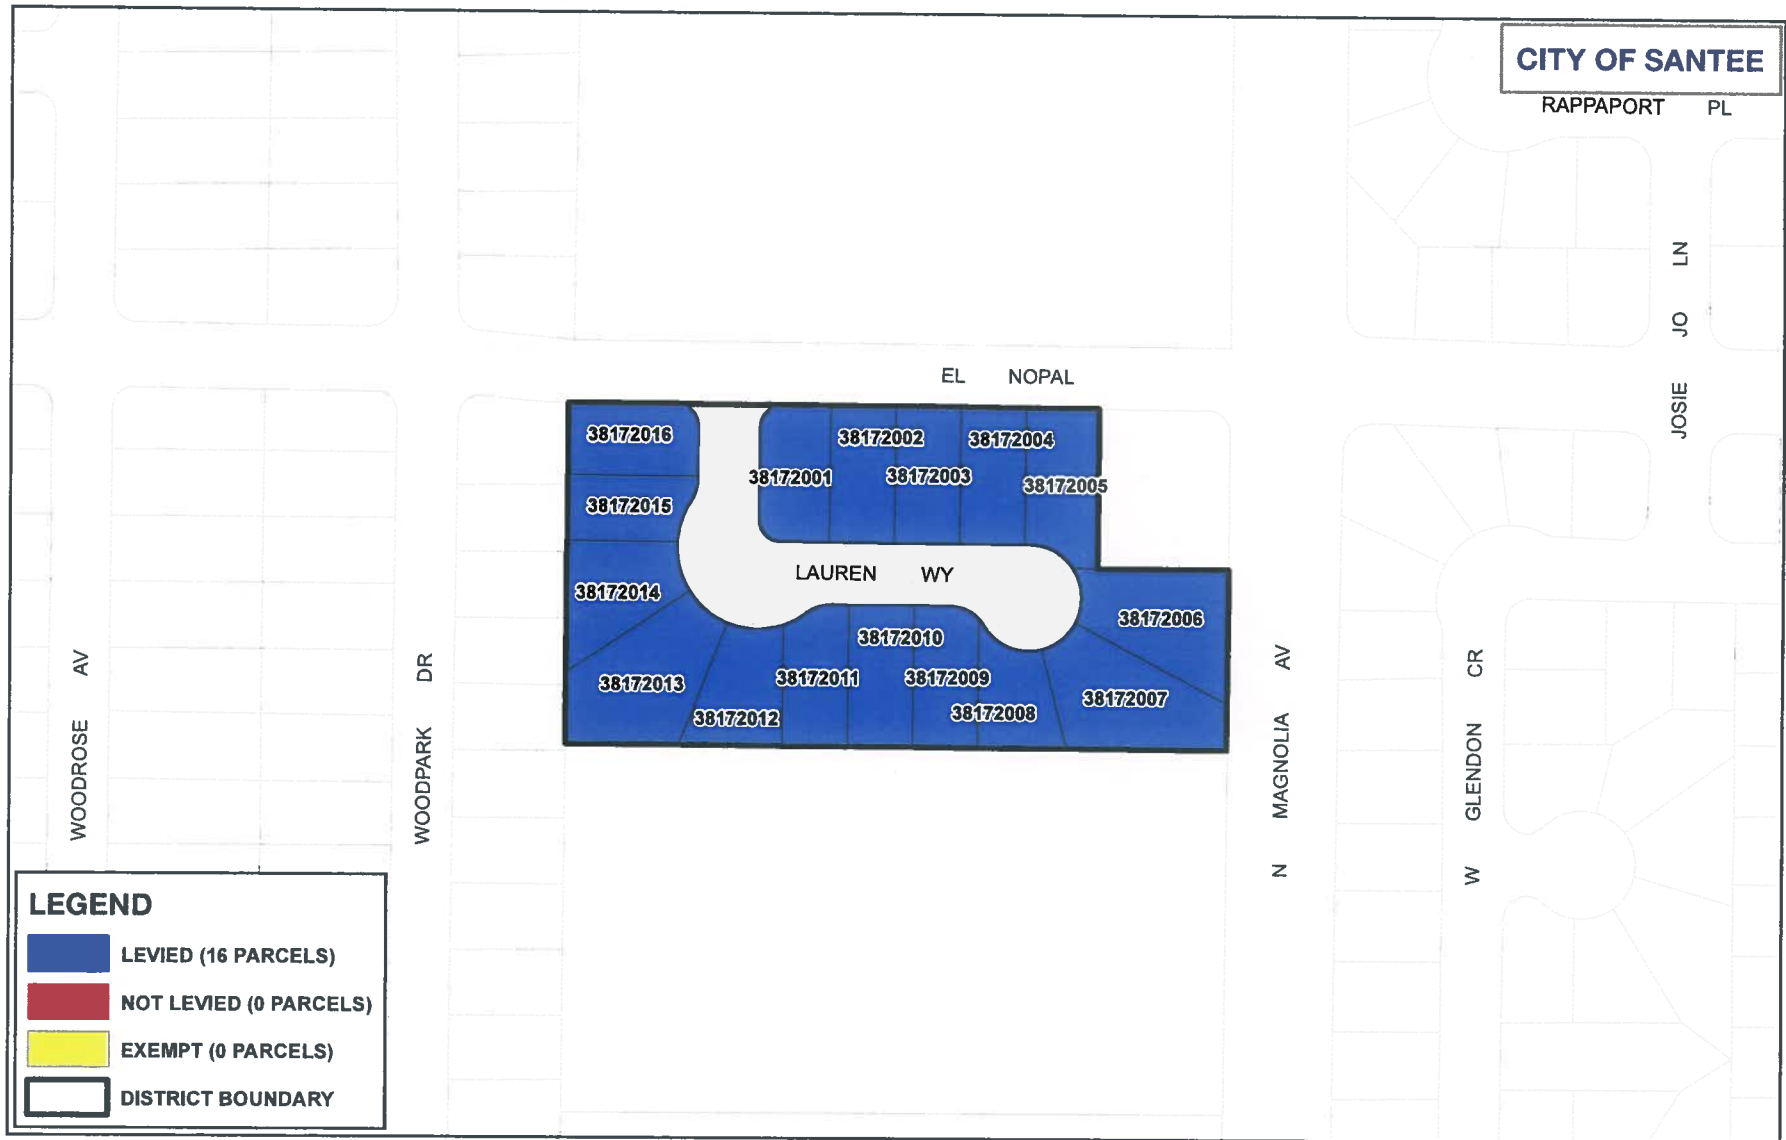 CITY OF SANTEE
RAPPAPORT PL
JOSIE JO LN
EL NOPAL
38172016
38172002
38172004
38172001
38172003
38172005
38172015
LAUREN WY
38172014
38172006
38172010
38172013
38172011
38172009
38172007
38172012
38172008
WOODROSE AV
WOODPARK DR
N MAGNOLIA AV
W GLENDON CR
LEGEND
LEVIED (16 PARCELS)
NOT LEVIED (0 PARCELS)
EXEMPT (0 PARCELS)
DISTRICT BOUNDARY